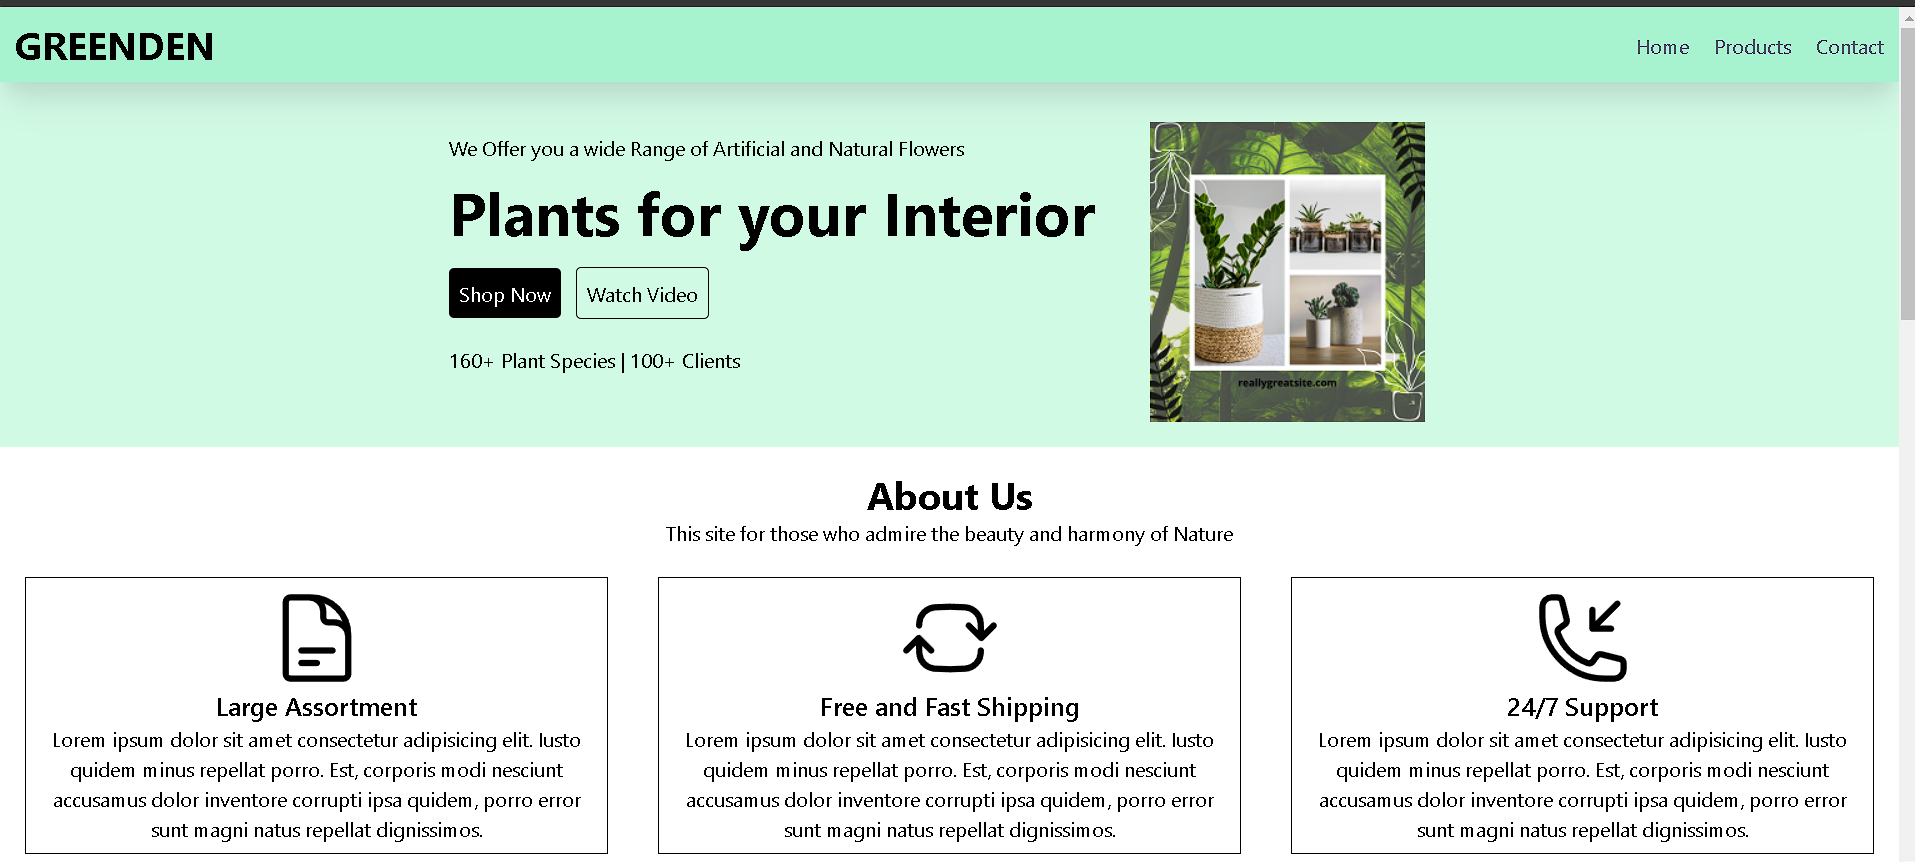 GREENDEN
Home Products Contact
We Offer you a wide Range of Artificial and Natural Flowers
Plants for your Interior
Shop Now Watch Video
160+ Plant Species | 100+ Clients
reallygreatsite.com
About Us
This site for those who admire the beauty and harmony of Nature
Large Assortment
Lorem ipsum dolor sit amet consectetur adipisicing elit. Iusto
quidem minus repellat porro. Est, corporis modi nesciunt
accusamus dolor inventore corrupti ipsa quidem, porro error
sunt magni natus repellat dignissimos.
Free and Fast Shipping
Lorem ipsum dolor sit amet consectetur adipisicing elit. Iusto
quidem minus repellat porro. Est, corporis modi nesciunt
accusamus dolor inventore corrupti ipsa quidem, porro error
sunt magni natus repellat dignissimos.
24/7 Support
Lorem ipsum dolor sit amet consectetur adipisicing elit. Iusto
quidem minus repellat porro. Est, corporis modi nesciunt
accusamus dolor inventore corrupti ipsa quidem, porro error
sunt magni natus repellat dignissimos.